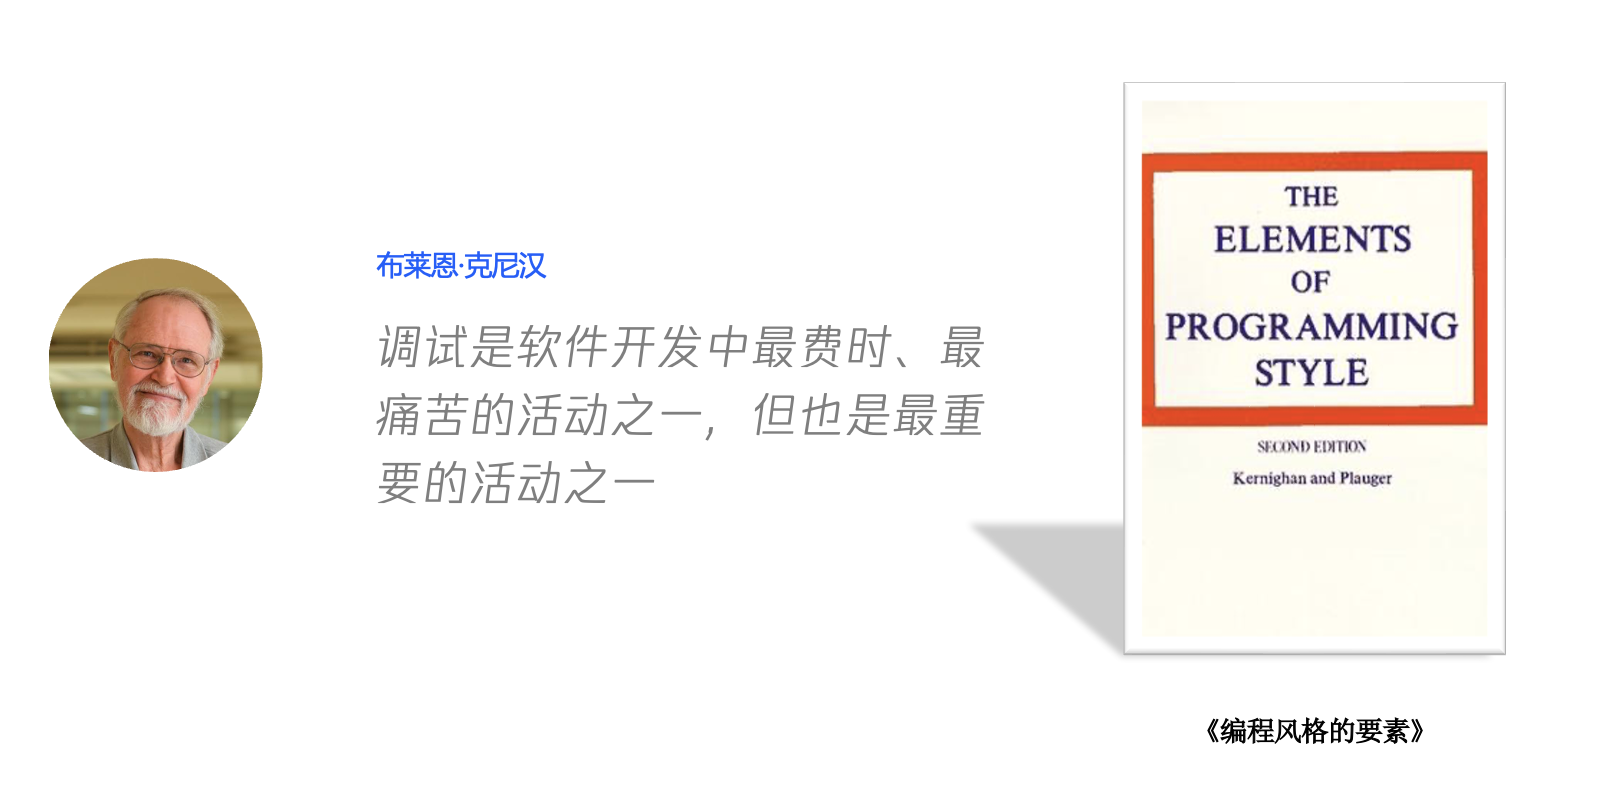 布莱恩·克尼汉
调试是软件开发中最费时、最
痛苦的活动之一，但也是最重
要的活动之一
THE
ELEMENTS
OF
PROGRAMMING
STYLE
SECOND EDITION
Kernighan and Plauger
《编程风格的要素》